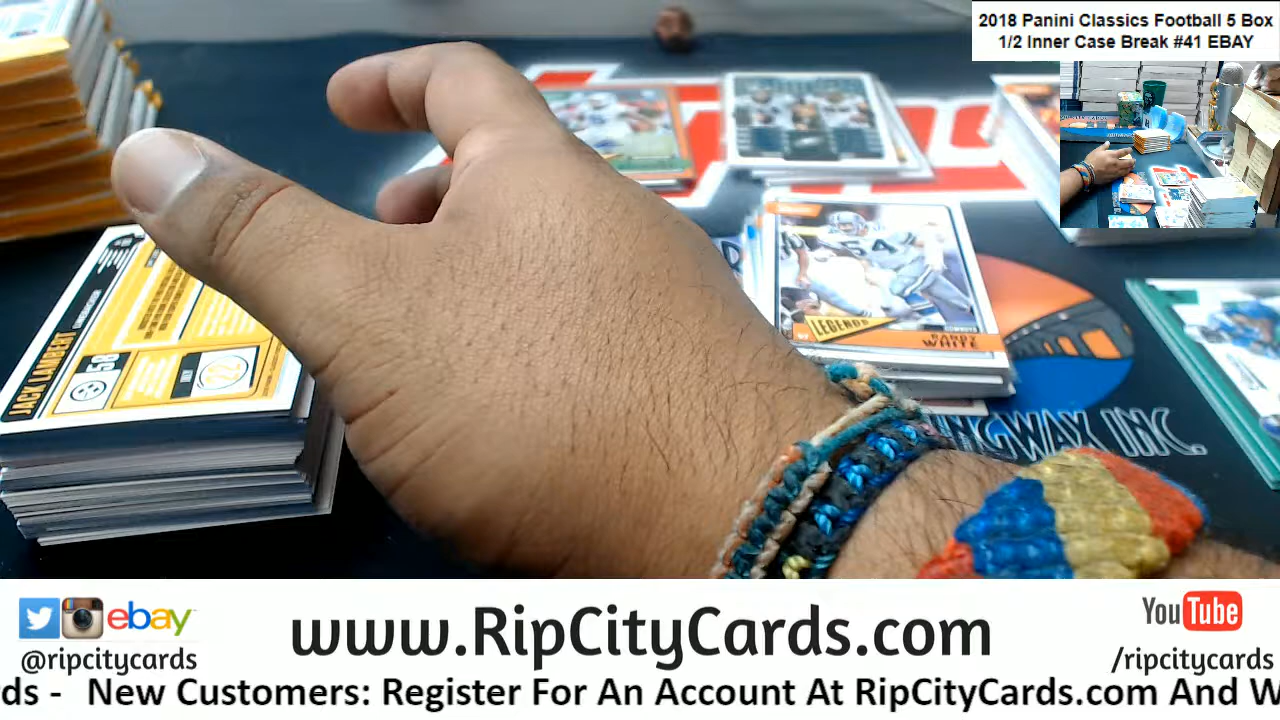 2018 Panini Classics Football 5 Box
1/2 Inner Case Break #41 EBAY
JACK LAMBERT
58
LEGENDS
COWBOYS
RANDY
WHITE
NGWAX INC.
ebay
www.RipCityCards.com
YouTube
@ripcitycards
/ripcitycards
ds - New Customers: Register For An Account At RipCityCards.com And W